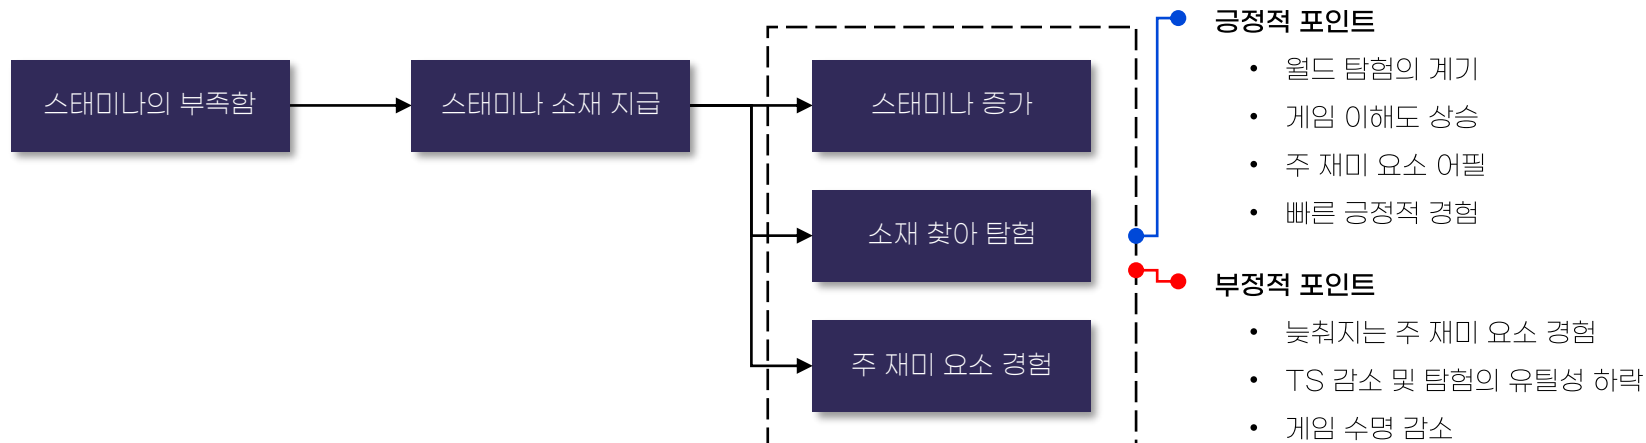 스태미나의 부족함
스태미나 소재 지급
스태미나 증가
소재 찾아 탐험
주 재미 요소 경험
긍정적 포인트
• 월드 탐험의 계기
• 게임 이해도 상승
• 주 재미 요소 어필
• 빠른 긍정적 경험
부정적 포인트
• 늦춰지는 주 재미 요소 경험
• TS 감소 및 탐험의 유틸성 하락
• 게임 수명 감소